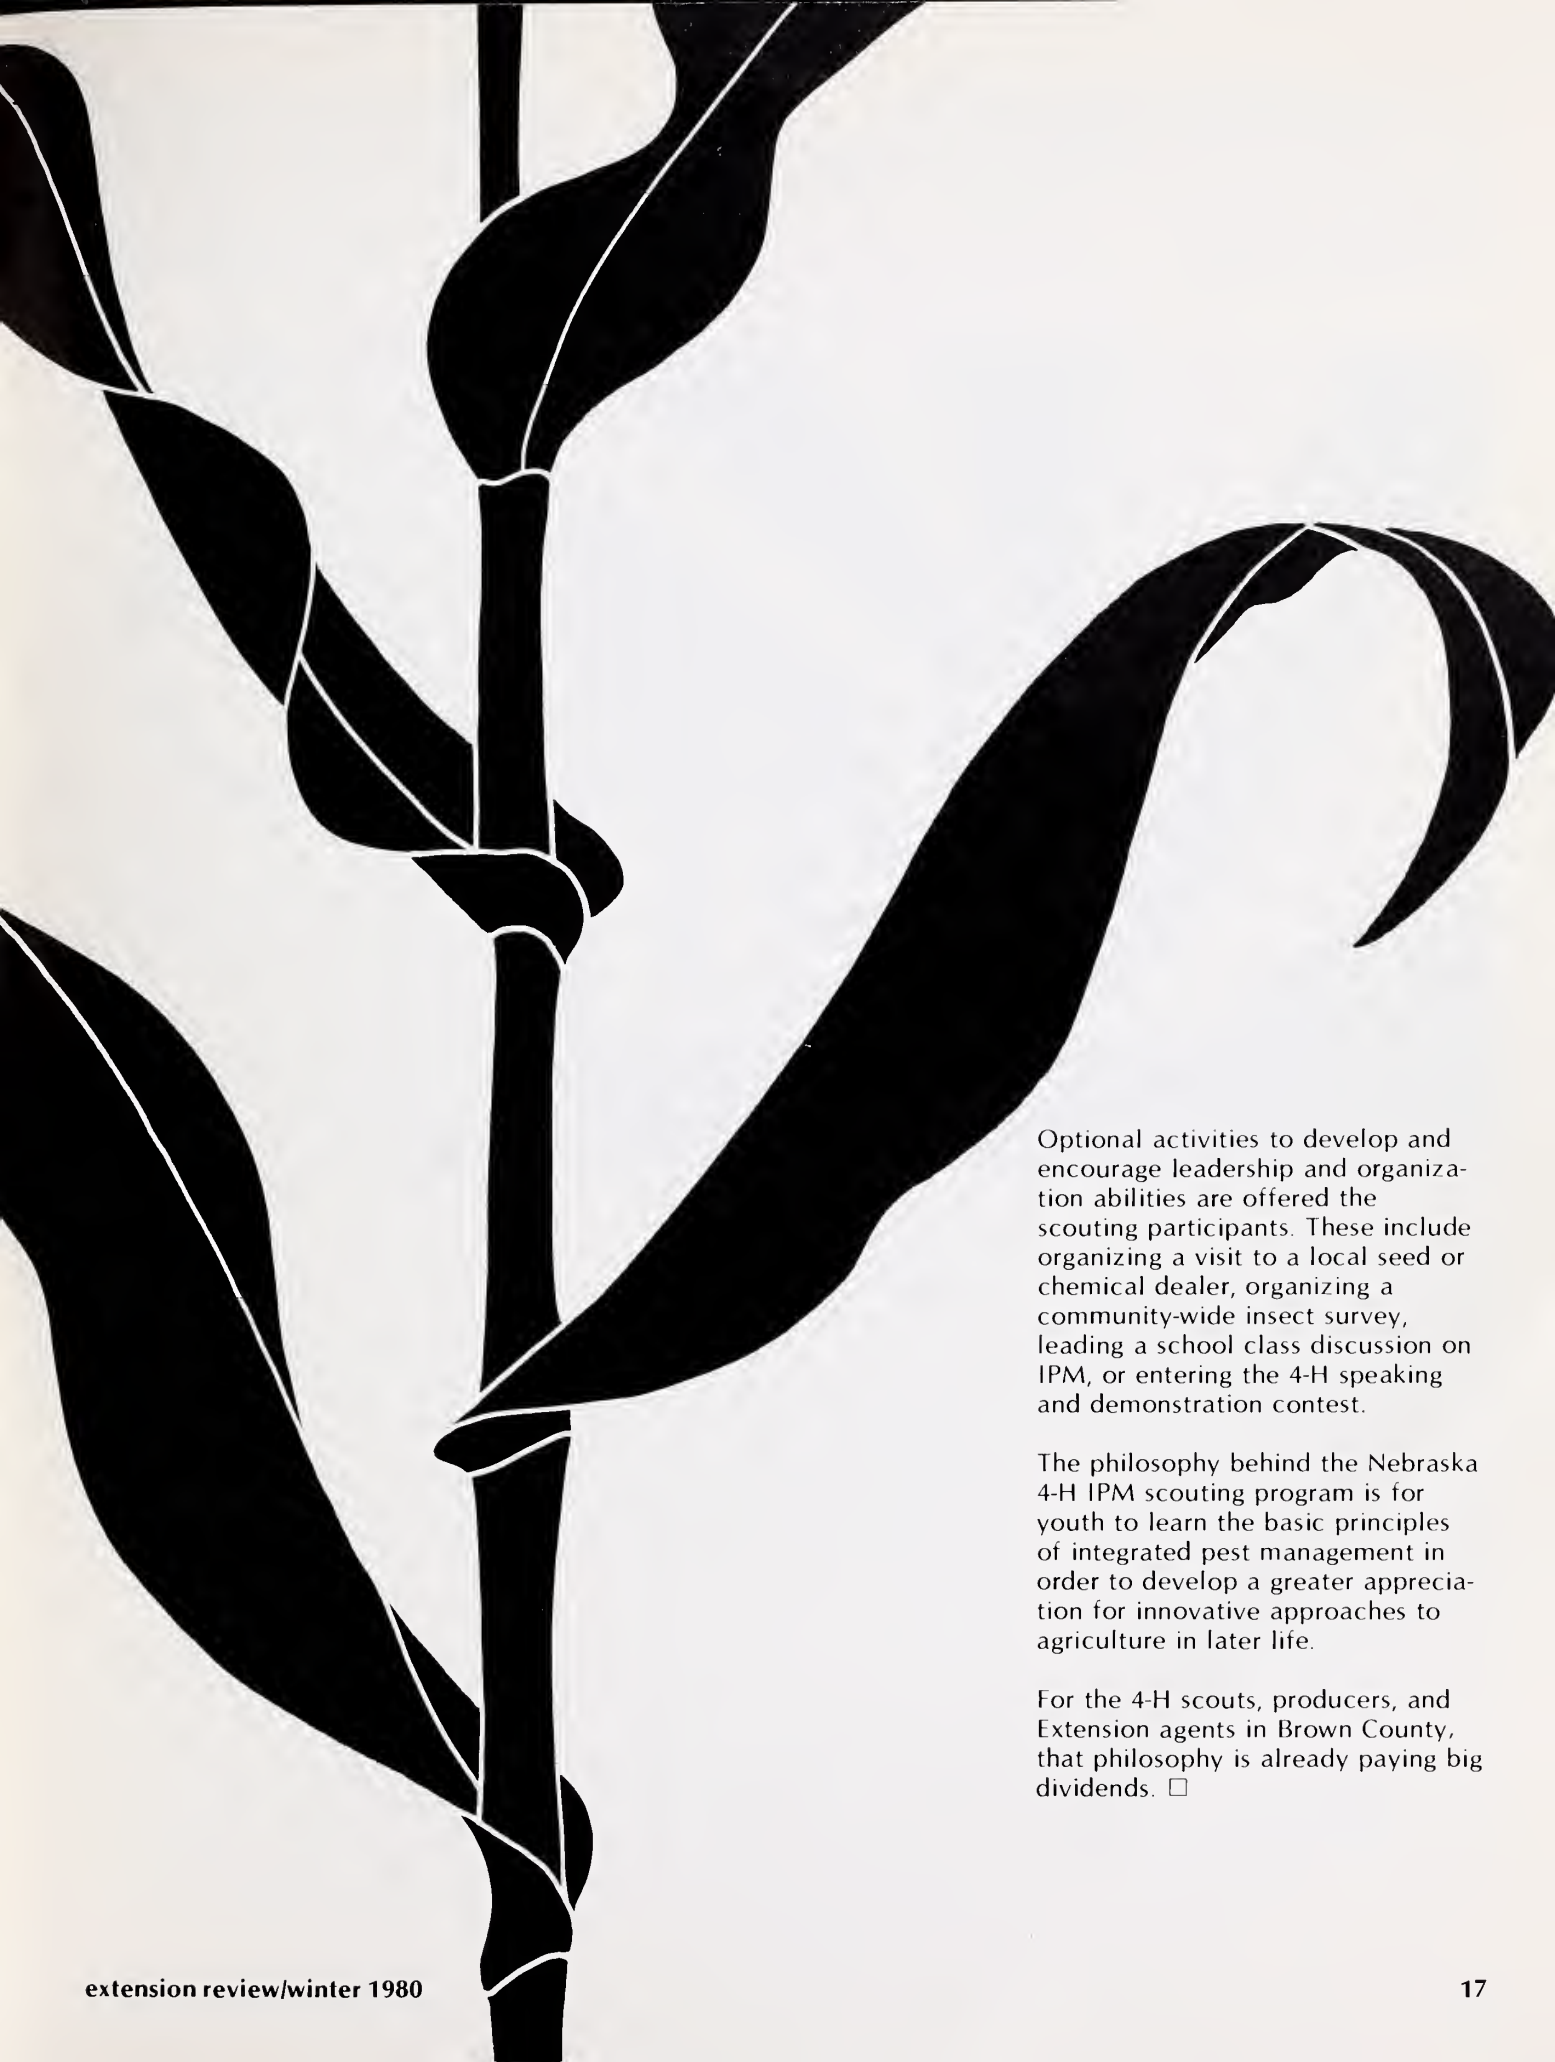 Optional activities to develop and
encourage leadership and organiza-
tion abilities are offered the
scouting participants. These include
organizing a visit to a local seed or
chemical dealer, organizing a
community-wide insect survey,
leading a school class discussion on
IPM, or entering the 4-H speaking
and demonstration contest.
The philosophy behind the Nebraska
4-H IPM scouting program is for
youth to learn the basic principles
of integrated pest management in
order to develop a greater apprecia-
tion for innovative approaches to
agriculture in later life.
For the 4-H scouts, producers, and
Extension agents in Brown County,
that philosophy is already paying big
dividends. □
extension review/winter 1980
17